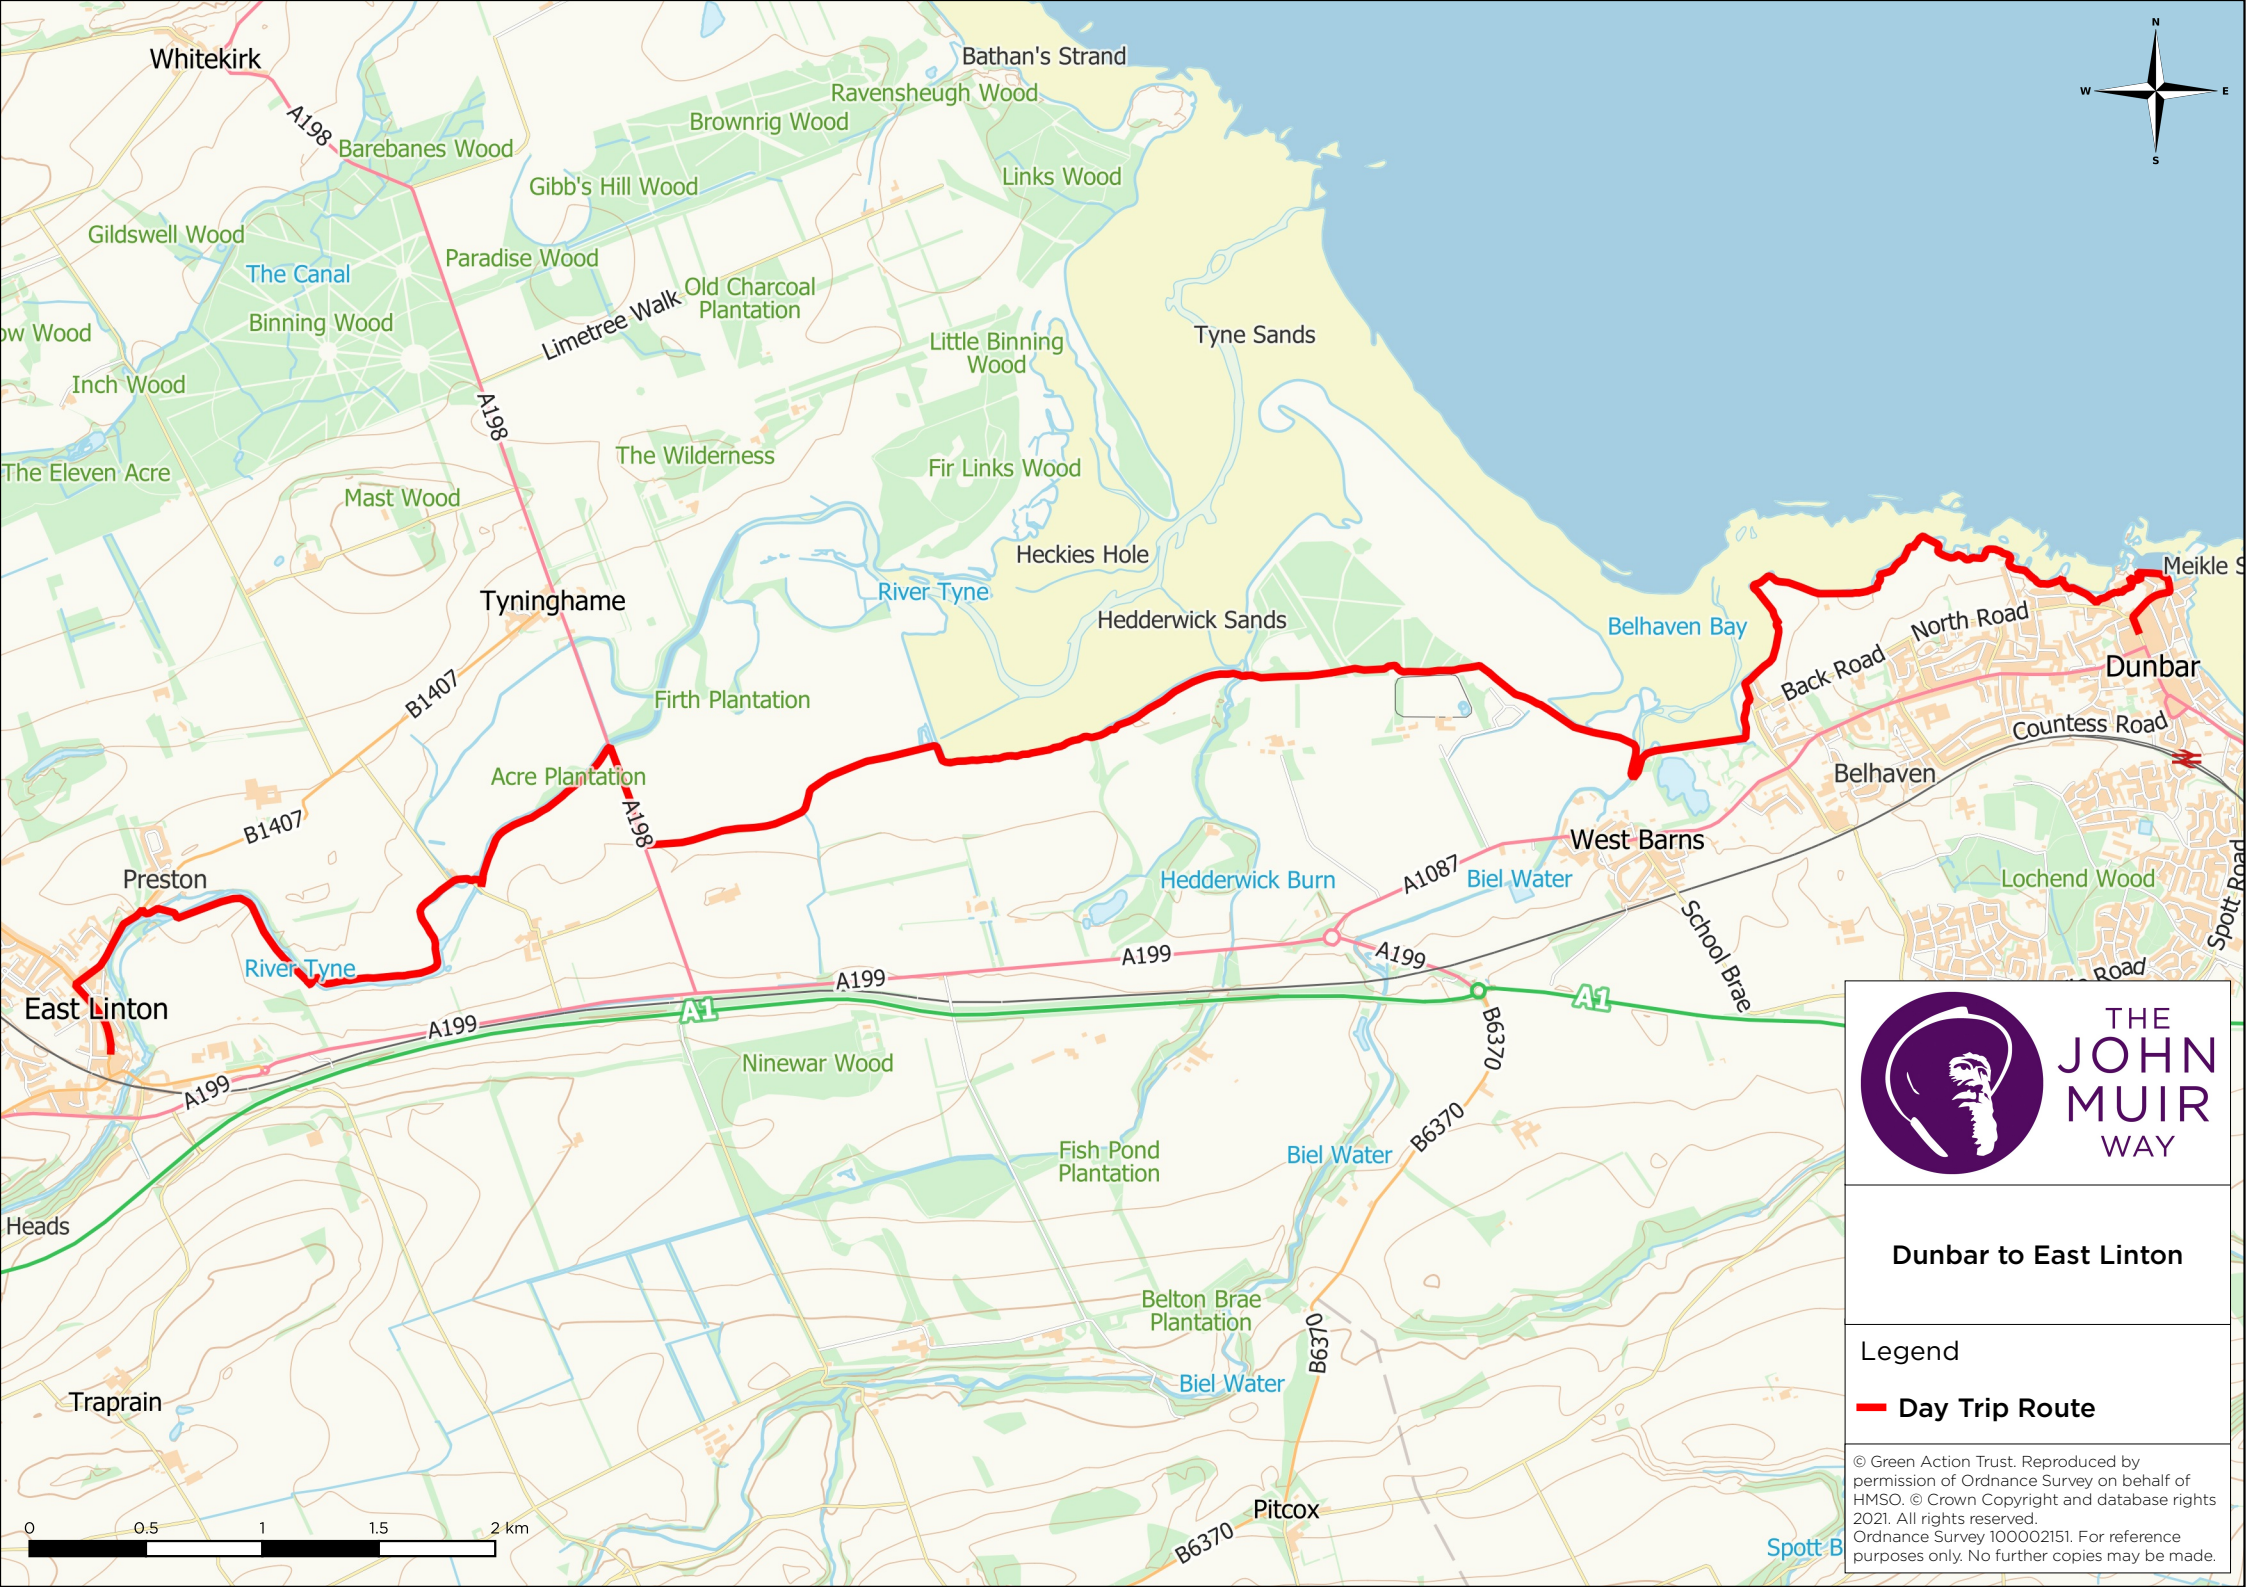 N
W
E
S
Bathan's Strand
Whitekirk
Ravensheugh Wood
Brownrig Wood
A198
Barebanes Wood
Gibb's Hill Wood
Links Wood
Gildswell Wood
Paradise Wood
The Canal
Old Charcoal
Plantation
Limetree Walk
Binning Wood
ow Wood
Tyne Sands
Little Binning
Wood
Inch Wood
A198
The Wilderness
Fir Links Wood
The Eleven Acre
Mast Wood
Heckies Hole
Meikle S
River Tyne
Tyninghame
Hedderwick Sands
Belhaven Bay
North Road
Back Road
Dunbar
B1407
Firth Plantation
Countess Road
Acre Plantation
Belhaven
A198
B1407
West Barns
Preston
Hedderwick Burn
A1087
Biel Water
Lochend Wood
Spott Road
School Brae
River Tyne
A199
A199
A199
Road
East Linton
A1
A1
A199
B6370
Ninewar Wood
A199
B6370
Fish Pond
Plantation
Biel Water
Heads
Belton Brae
Plantation
B6370
Biel Water
Traprain
Pitcox
B6370
Spott B
0 0.5 1 1.5 2 km
THE
JOHN
MUIR
WAY
Dunbar to East Linton
Legend
Day Trip Route
© Green Action Trust. Reproduced by
permission of Ordnance Survey on behalf of
HMSO. © Crown Copyright and database rights
2021. All rights reserved.
Ordnance Survey 100002151. For reference
purposes only. No further copies may be made.